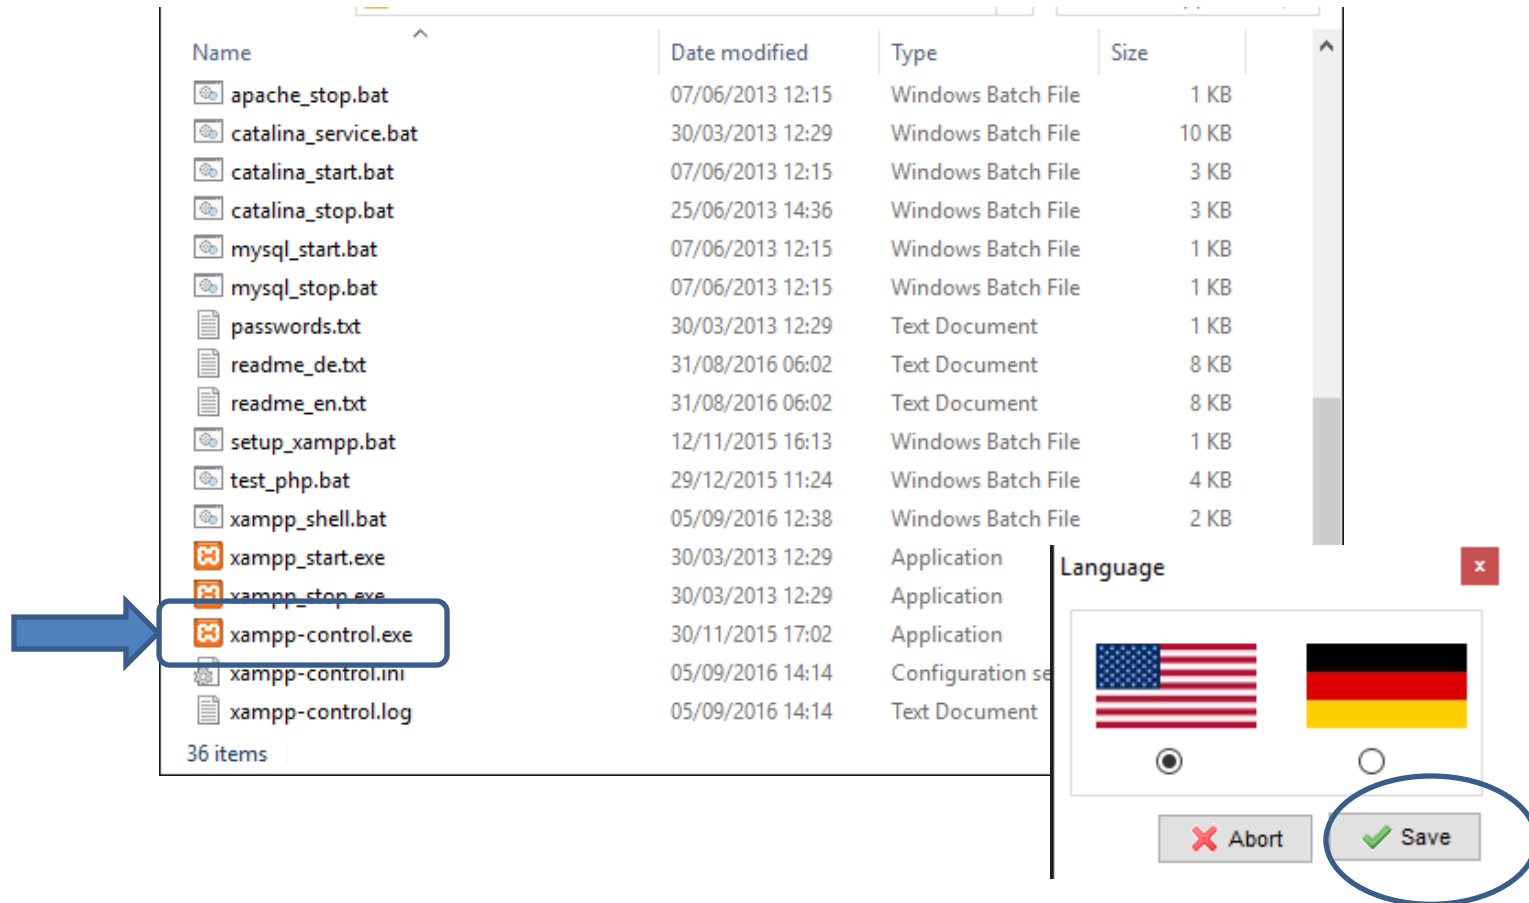 Name Date modified Type Size
apache_stop.bat 07/06/2013 12:15 Windows Batch File 1 KB
catalina_service.bat 30/03/2013 12:29 Windows Batch File 10 KB
catalina_start.bat 07/06/2013 12:15 Windows Batch File 3 KB
catalina_stop.bat 25/06/2013 14:36 Windows Batch File 3 KB
mysql_start.bat 07/06/2013 12:15 Windows Batch File 1 KB
mysql_stop.bat 07/06/2013 12:15 Windows Batch File 1 KB
passwords.txt 30/03/2013 12:29 Text Document 1 KB
readme_de.txt 31/08/2016 06:02 Text Document 8 KB
readme_en.txt 31/08/2016 06:02 Text Document 8 KB
setup_xampp.bat 12/11/2015 16:13 Windows Batch File 1 KB
test_php.bat 29/12/2015 11:24 Windows Batch File 4 KB
xampp_shell.bat 05/09/2016 12:38 Windows Batch File 2 KB
xampp_start.exe 30/03/2013 12:29 Application
xampp_stop.exe 30/03/2013 12:29 Application
xampp-control.exe 30/11/2015 17:02 Application
xampp-control.ini 05/09/2016 14:14 Configuration se
xampp-control.log 05/09/2016 14:14 Text Document
36 items
Language
Abort Save